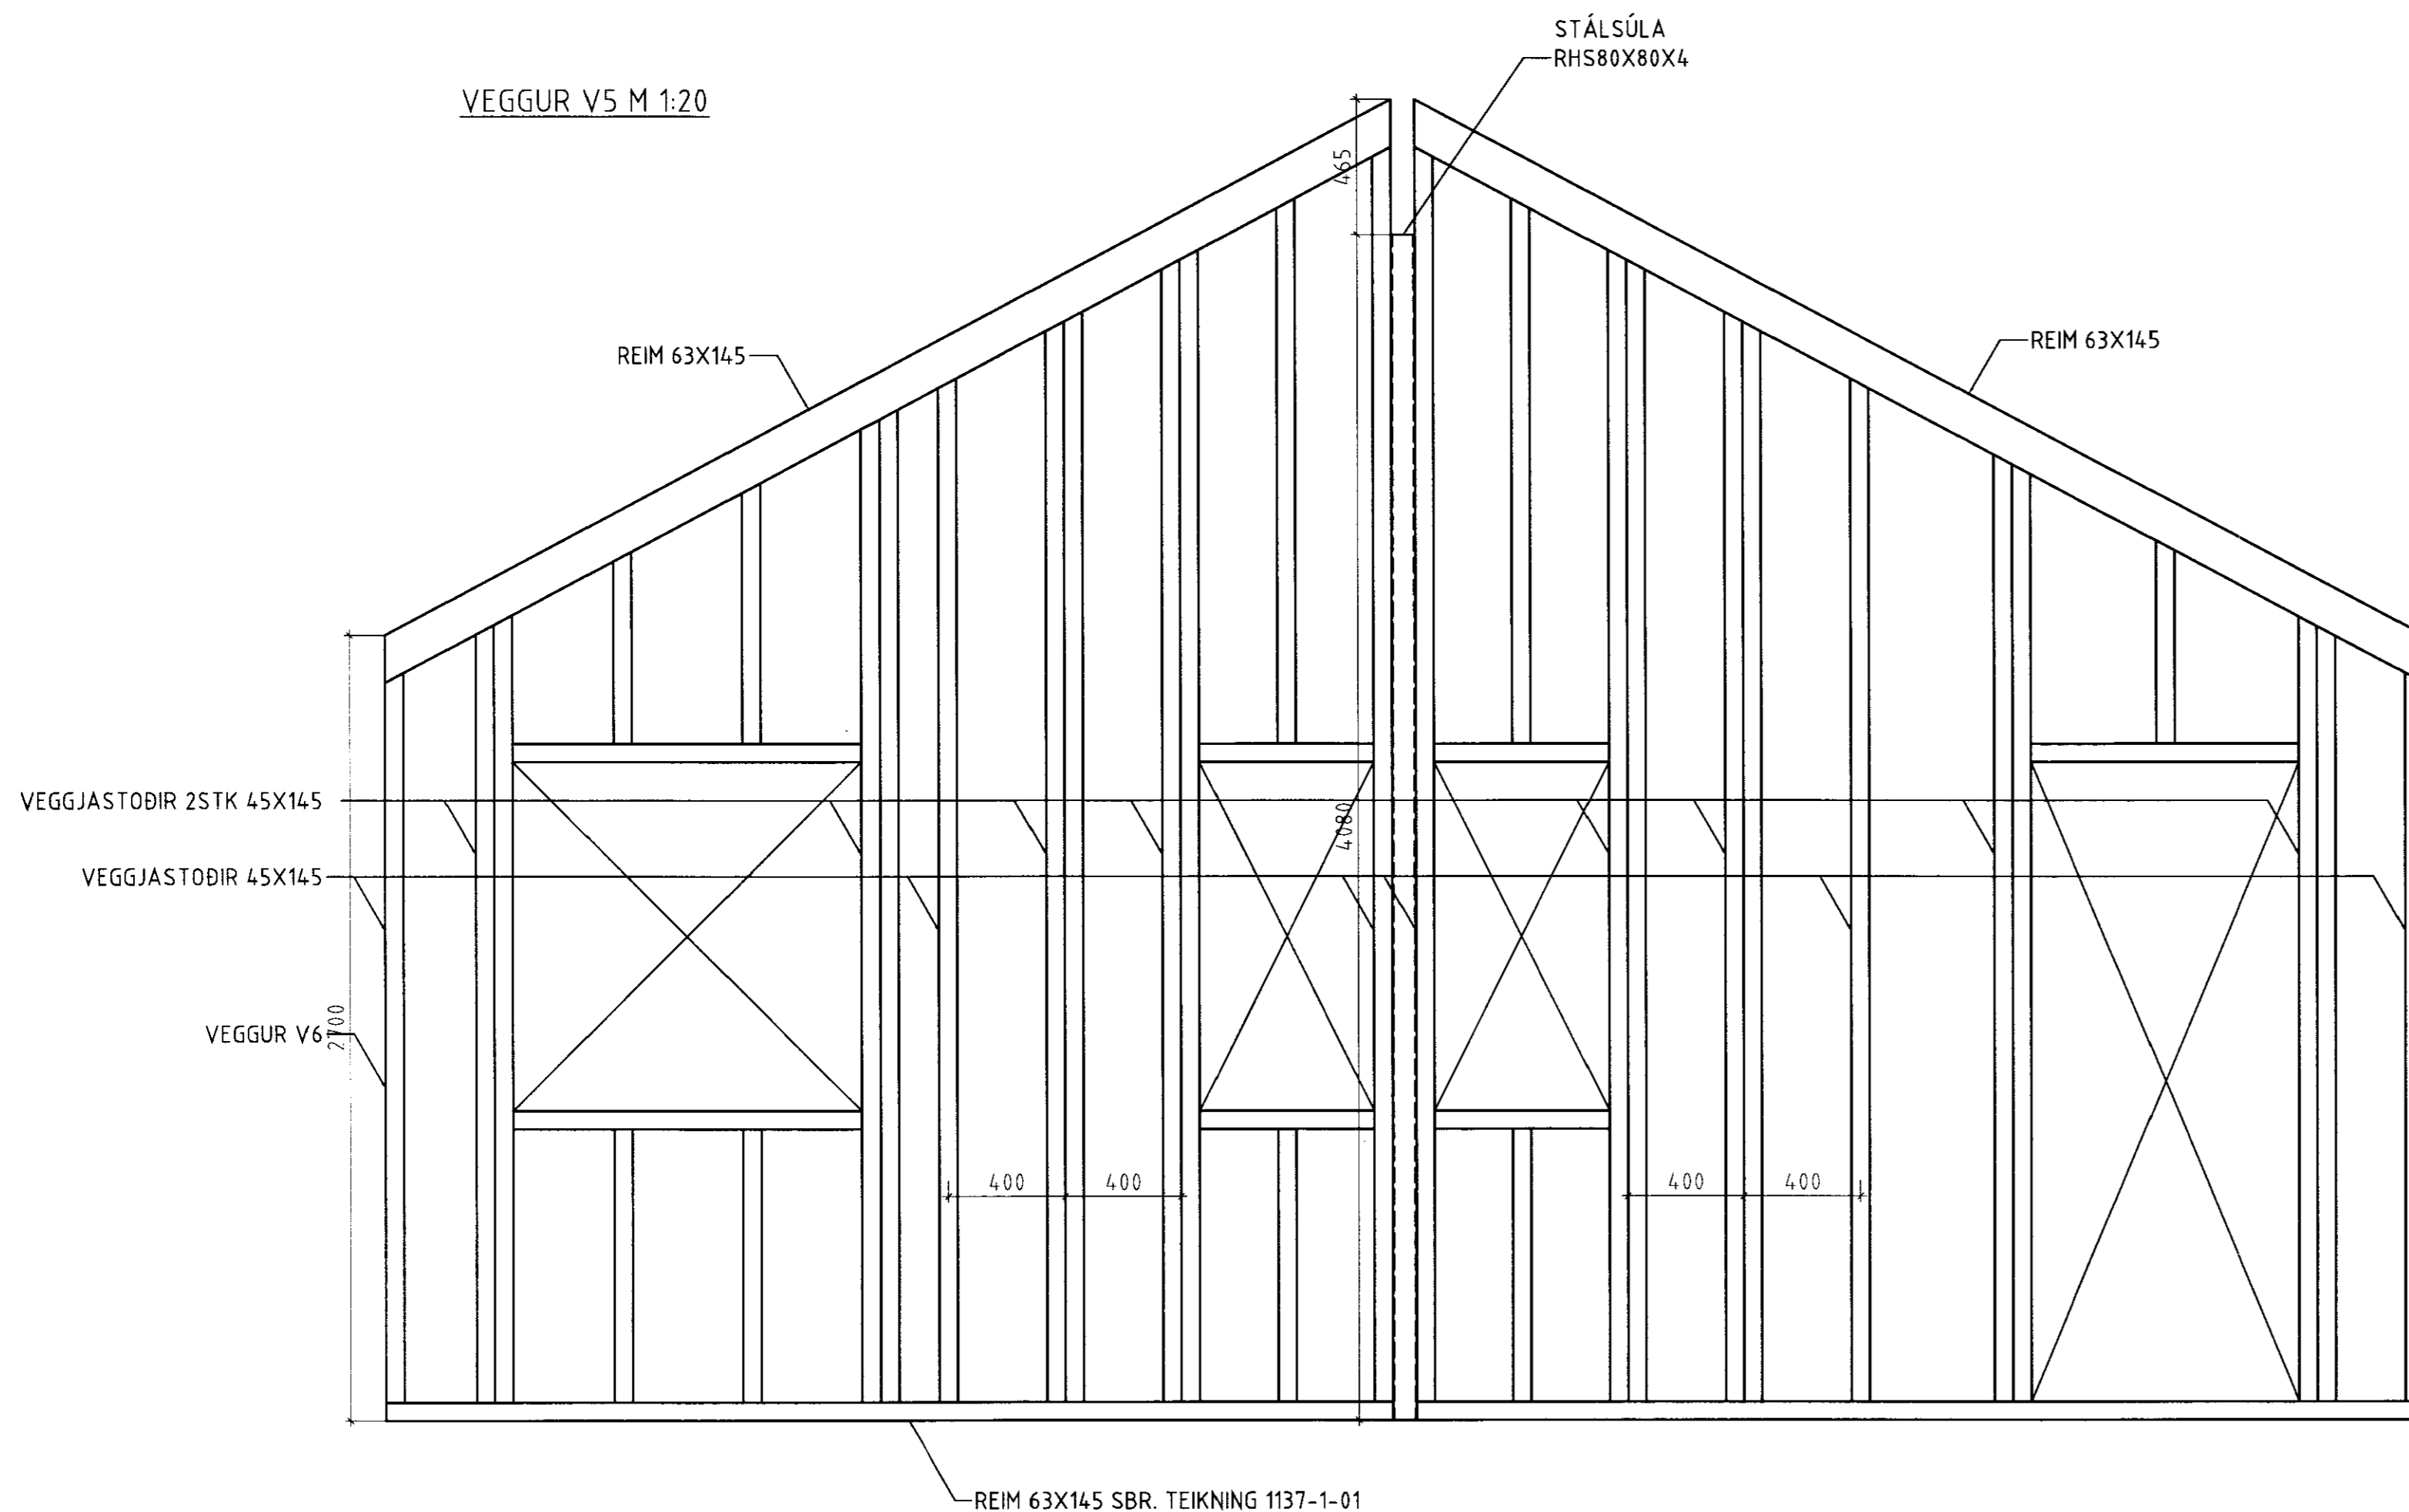 STÁLSÚLA
RHS80X80X4
VEGGUR V5 M 1:20
465
REIM 63X145
REIM 63X145
VEGGJASTOÐIR 2STK 45X145
4080
VEGGJASTOÐIR 45X145
2700
VEGGUR V6
400
400
400
400
REIM 63X145 SBR. TEIKNING 1137-1-01